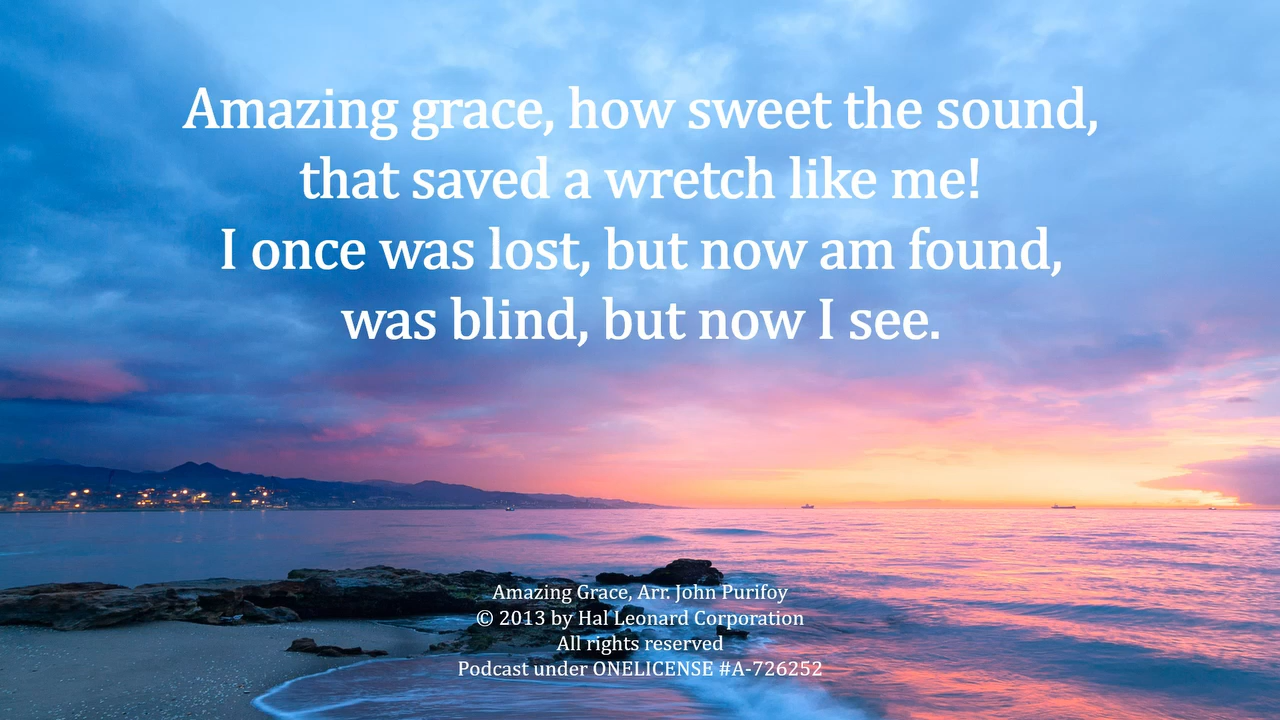 Amazing grace, how sweet the sound,
that saved a wretch like me!
I once was lost, but now am found,
was blind, but now I see.
Amazing Grace, Arr. John Purifoy
© 2013 by Hal Leonard Corporation
All rights reserved
Podcast under ONELICENSE #A-726252